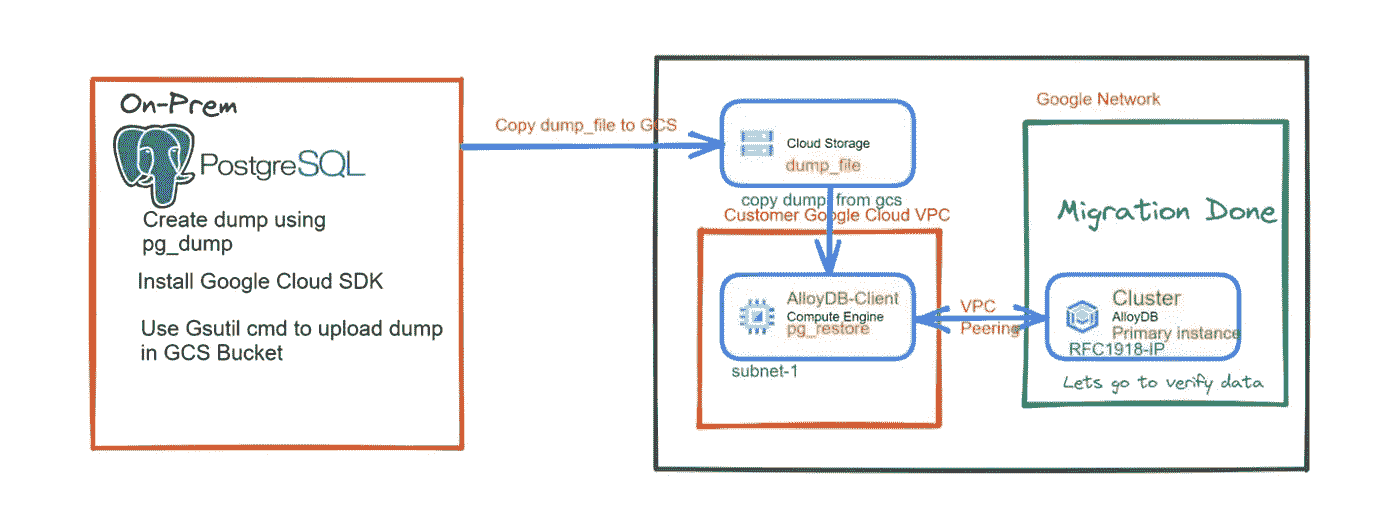 On-Prem
PostgreSQL
Create dump using
pg_dump
Install Google Cloud SDK
Use Gsutil cmd to upload dump
in GCS Bucket
Copy dump_file to GCS
Cloud Storage
dump_file
copy dump from gcs
Customer Google Cloud VPC
AlloyDB-Client
Compute Engine
pg_restore
subnet-1
VPC
Peering
Google Network
Migration Done
Cluster
AlloyDB
Primary instance
RFC1918-IP
Lets go to verify data